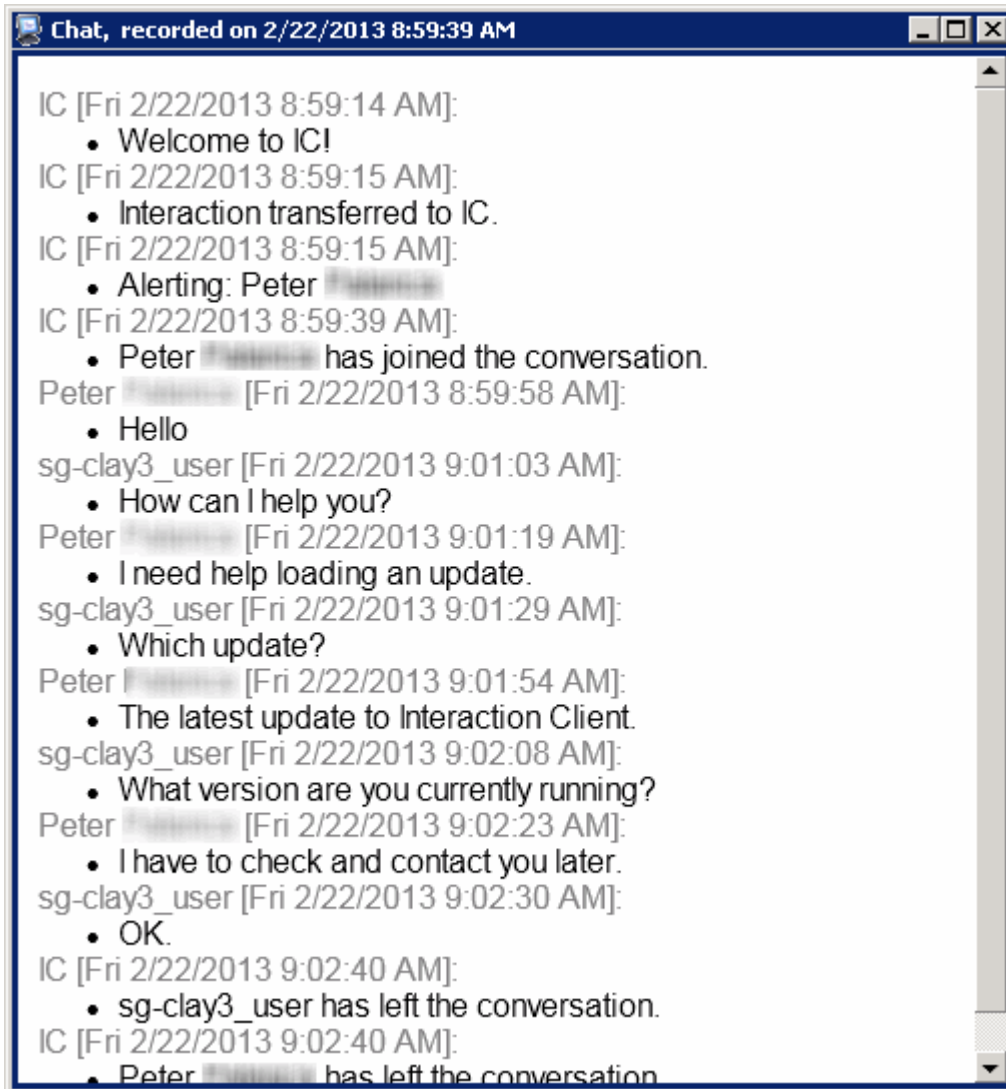 Chat, recorded on 2/22/2013 8:59:39 AM
IC [Fri 2/22/2013 8:59:14 AM]:
• Welcome to IC!
IC [Fri 2/22/2013 8:59:15 AM]:
• Interaction transferred to IC.
IC [Fri 2/22/2013 8:59:15 AM]:
• Alerting: Peter
IC [Fri 2/22/2013 8:59:39 AM]:
• Peter has joined the conversation.
Peter [Fri 2/22/2013 8:59:58 AM]:
• Hello
sg-clay3_user [Fri 2/22/2013 9:01:03 AM]:
• How can I help you?
Peter [Fri 2/22/2013 9:01:19 AM]:
• I need help loading an update.
sg-clay3_user [Fri 2/22/2013 9:01:29 AM]:
• Which update?
Peter [Fri 2/22/2013 9:01:54 AM]:
• The latest update to Interaction Client.
sg-clay3_user [Fri 2/22/2013 9:02:08 AM]:
• What version are you currently running?
Peter [Fri 2/22/2013 9:02:23 AM]:
• I have to check and contact you later.
sg-clay3_user [Fri 2/22/2013 9:02:30 AM]:
• OK.
IC [Fri 2/22/2013 9:02:40 AM]:
• sg-clay3_user has left the conversation.
IC [Fri 2/22/2013 9:02:40 AM]:
• Peter has left the conversation